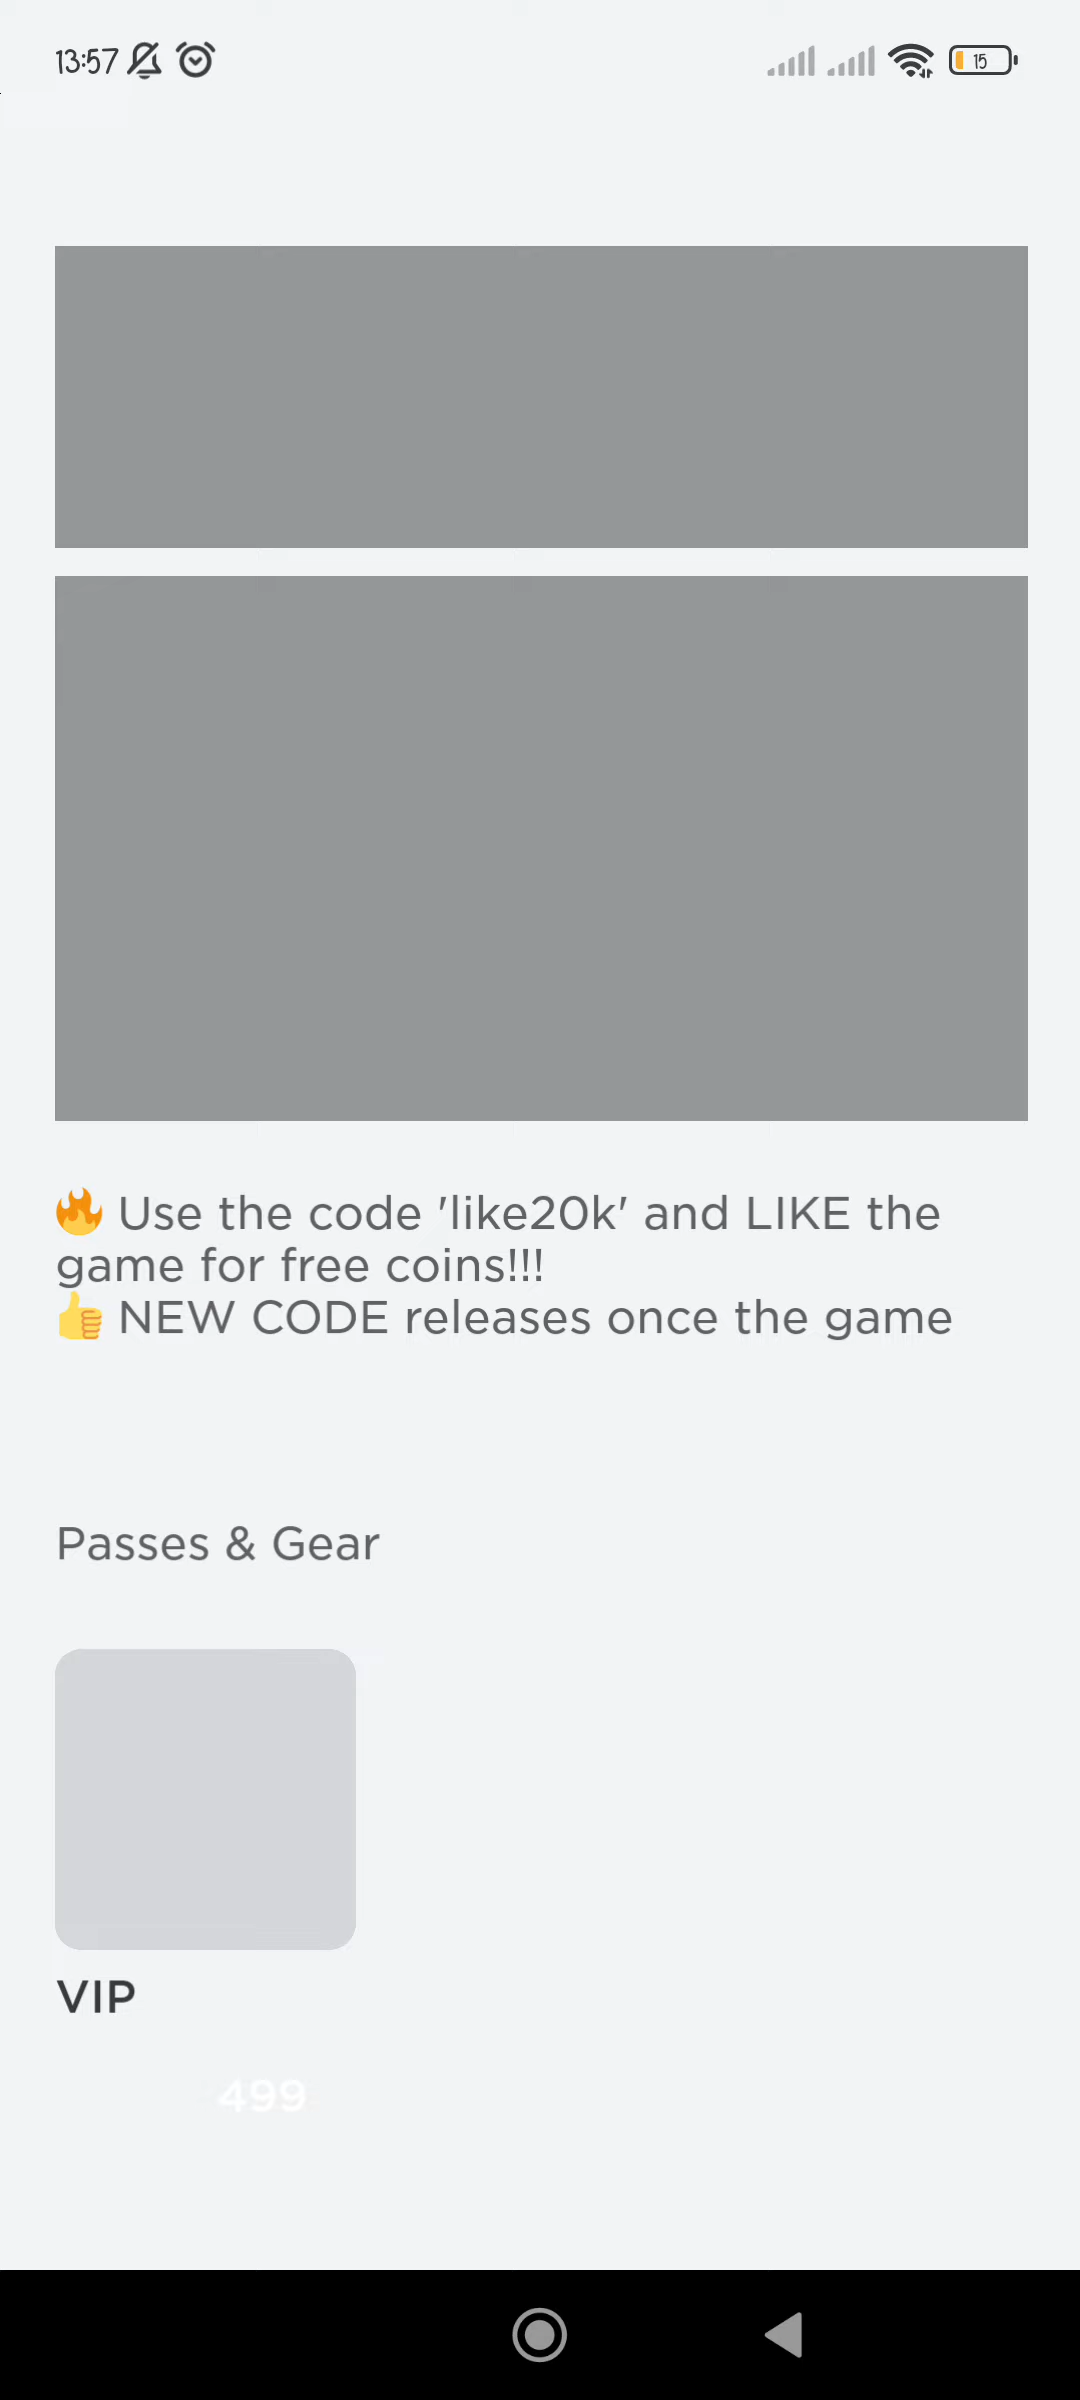 13:57
15
🔥 Use the code 'like20k' and LIKE the
game for free coins!!!
👍 NEW CODE releases once the game
Passes & Gear
VIP
499